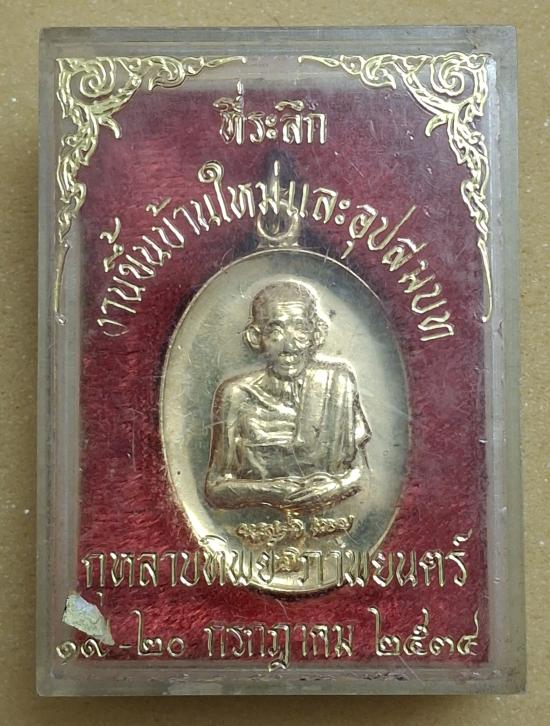 ที่ระลึก
งานขึ้นบ้านใหม่และอุปสมบท
กุหลาบทิพย์ ภาพยนตร์
๑๙-๒๐ กรกฎาคม ๒๕๓๔